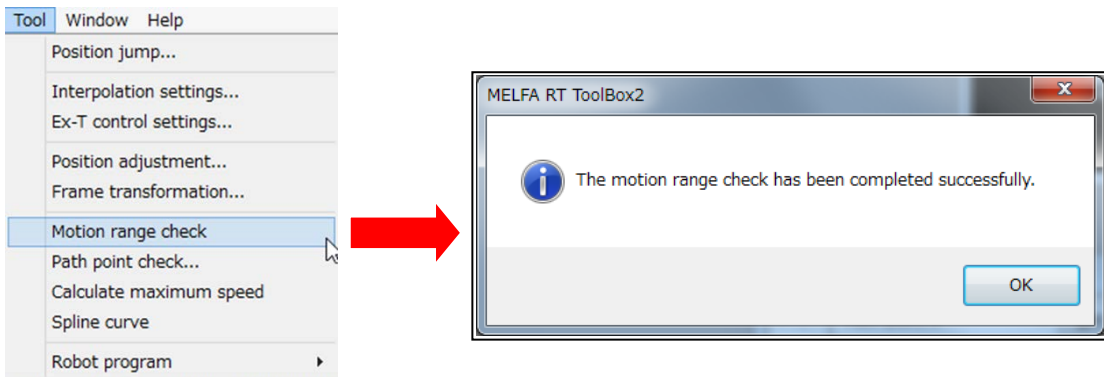 Tool Window Help
Position jump...
Interpolation settings...
Ex-T control settings...
Position adjustment...
Frame transformation...
Motion range check
Path point check...
Calculate maximum speed
Spline curve
Robot program
MELFA RT ToolBox2
The motion range check has been completed successfully.
OK